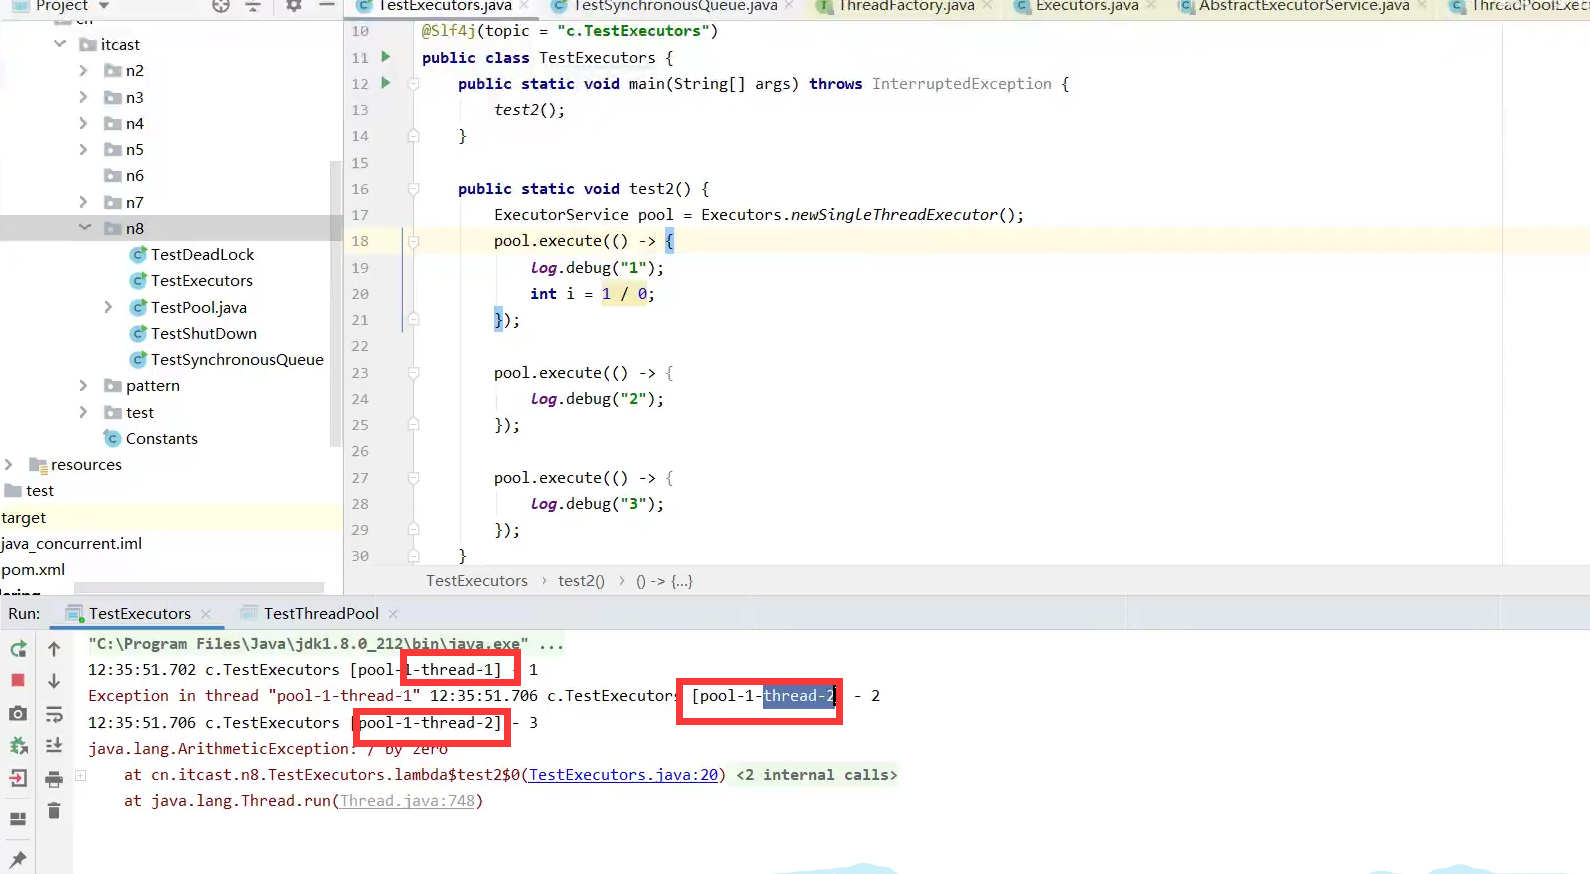 Project
TestExecutors.java
TestSynchronousQueue.java
ThreadFactory.java
Executors.java
AbstractExecutorService.java
cn
itcast
n2
n3
n4
n5
n6
n7
n8
TestDeadLock
TestExecutors
TestPool.java
TestShutDown
TestSynchronousQueue
pattern
test
Constants
resources
test
target
java_concurrent.iml
pom.xml
10 @Slf4j(topic = "c.TestExecutors")
11 public class TestExecutors {
12 public static void main(String[] args) throws InterruptedException {
13 test2();
14 }
15
16 public static void test2() {
17 ExecutorService pool = Executors.newSingleThreadExecutor();
18 pool.execute(() -> {
19 log.debug("1");
20 int i = 1 / 0;
21 });
22
23 pool.execute(() -> {
24 log.debug("2");
25 });
26
27 pool.execute(() -> {
28 log.debug("3");
29 });
30 }
TestExecutors › test2() › () -> {...}
Run: TestExecutors TestThreadPool
"C:\Program Files\Java\jdk1.8.0_212\bin\java.exe" ...
12:35:51.702 c.TestExecutors [pool-1-thread-1] - 1
Exception in thread "pool-1-thread-1" 12:35:51.706 c.TestExecutors [pool-1-thread-2 - 2
12:35:51.706 c.TestExecutors [pool-1-thread-2] - 3
java.lang.ArithmeticException: / by zero
at cn.itcast.n8.TestExecutors.lambda$test2$0(TestExecutors.java:20) <2 internal calls>
at java.lang.Thread.run(Thread.java:748)